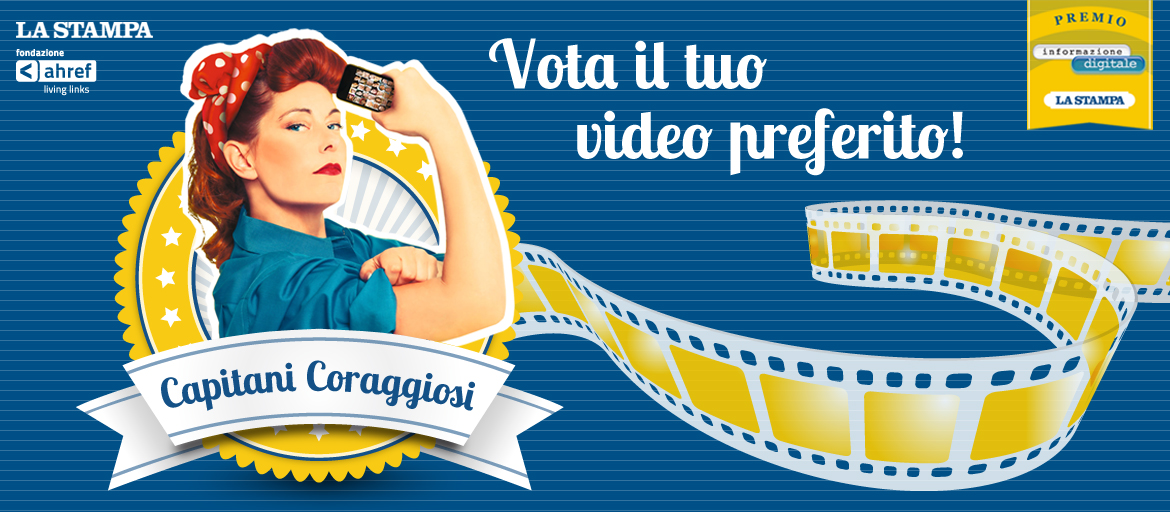 LA STAMPA
fondazione
<ahref
living links
Vota il tuo
video preferito!
PREMIO
informazione
digitale
LA STAMPA
Capitani Coraggiosi